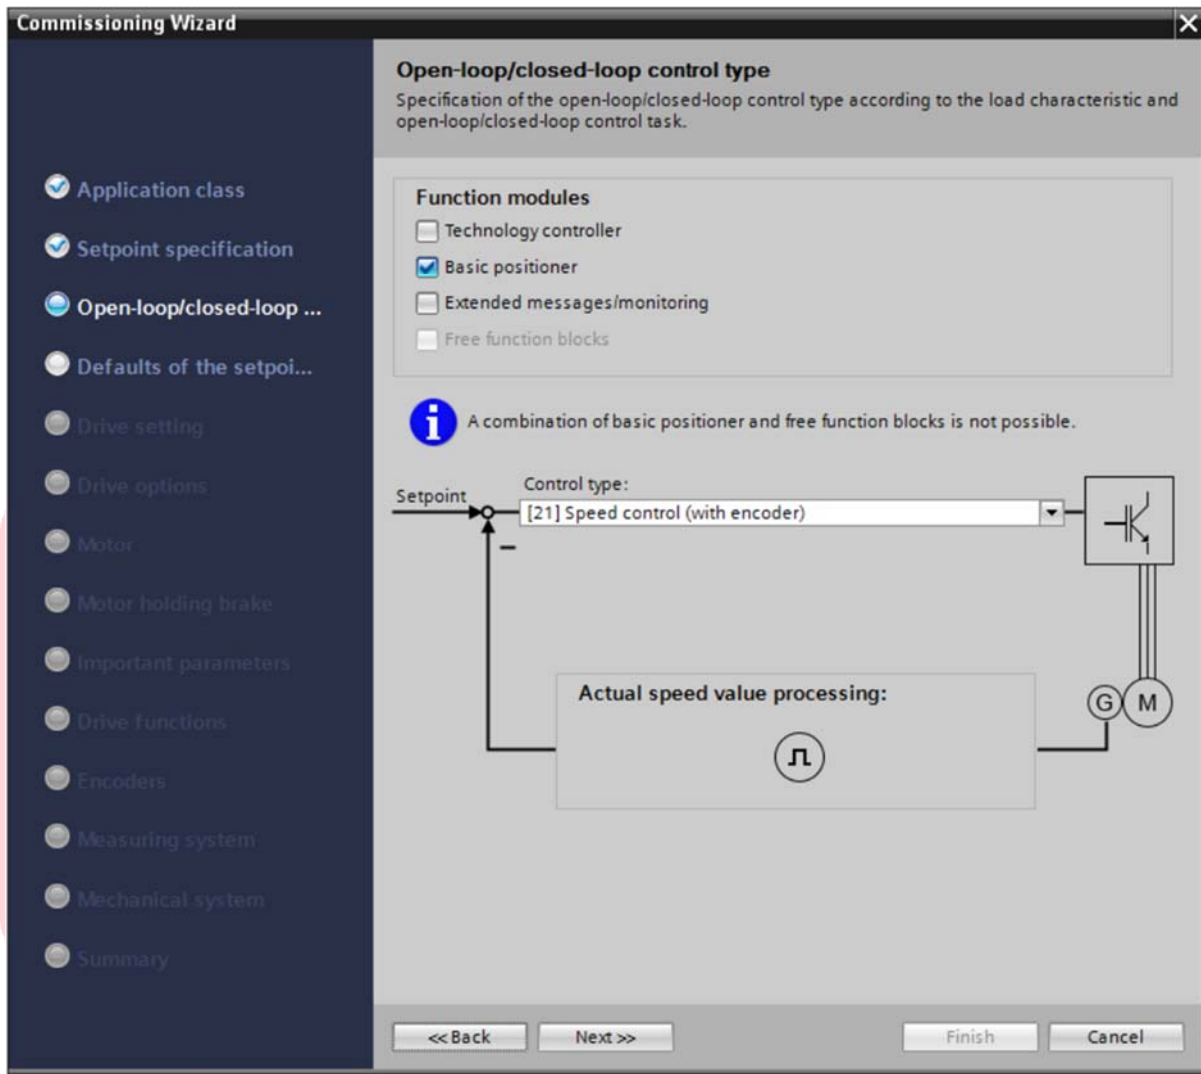 Commissioning Wizard
Open-loop/closed-loop control type
Specification of the open-loop/closed-loop control type according to the load characteristic and
open-loop/closed-loop control task.
Application class
Setpoint specification
Open-loop/closed-loop ...
Defaults of the setpoi...
Drive setting
Drive options
Motor
Motor holding brake
Important parameters
Drive functions
Encoders
Measuring system
Mechanical system
Summary
Function modules
Technology controller
Basic positioner
Extended messages/monitoring
Free function blocks
A combination of basic positioner and free function blocks is not possible.
Setpoint
Control type:
[21] Speed control (with encoder)
Actual speed value processing:
G M
<< Back
Next >>
Finish
Cancel